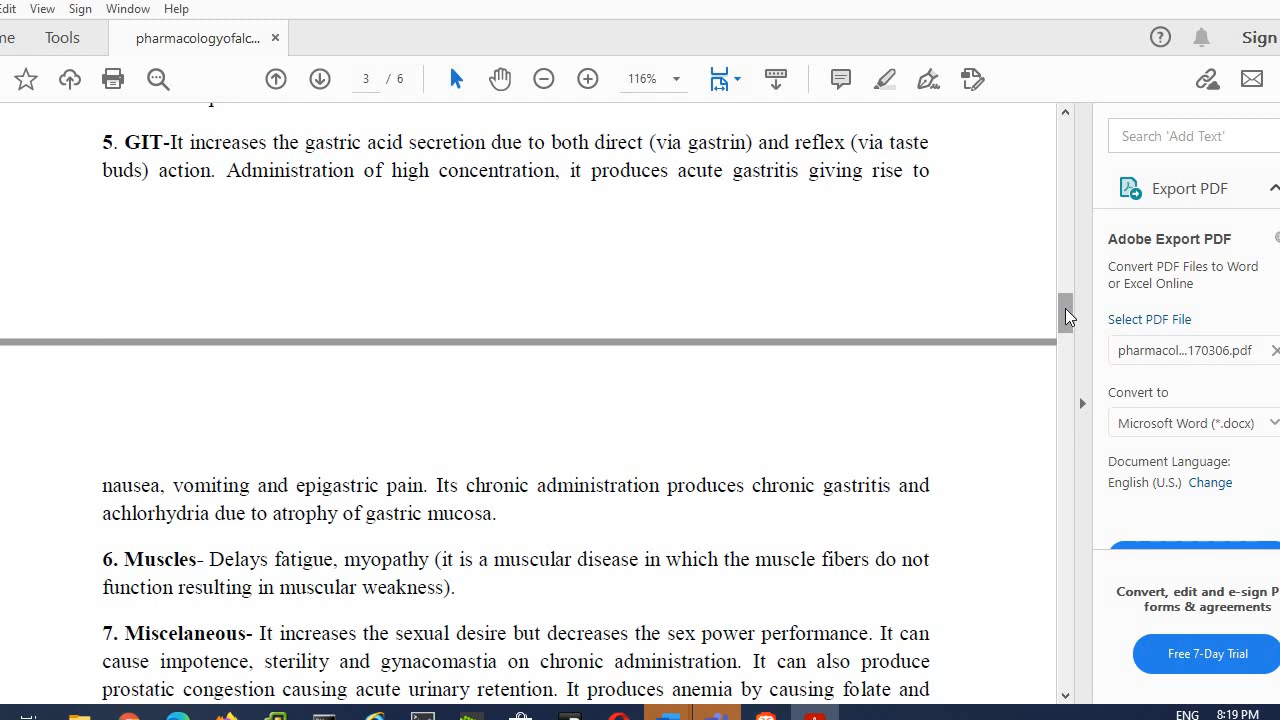 Edit View Sign Window Help
me Tools pharmacologyofalc... × Sign
3 / 6 116%
5. GIT-It increases the gastric acid secretion due to both direct (via gastrin) and reflex (via taste
buds) action. Administration of high concentration, it produces acute gastritis giving rise to
nausea, vomiting and epigastric pain. Its chronic administration produces chronic gastritis and
achlorhydria due to atrophy of gastric mucosa.
6. Muscles- Delays fatigue, myopathy (it is a muscular disease in which the muscle fibers do not
function resulting in muscular weakness).
7. Miscelaneous- It increases the sexual desire but decreases the sex power performance. It can
cause impotence, sterility and gynacomastia on chronic administration. It can also produce
prostatic congestion causing acute urinary retention. It produces anemia by causing folate and
Search 'Add Text'
Export PDF
Adobe Export PDF
Convert PDF Files to Word
or Excel Online
Select PDF File
pharmacol...170306.pdf
Convert to
Microsoft Word (*.docx)
Document Language:
English (U.S.) Change
Convert, edit and e-sign P
forms & agreements
Free 7-Day Trial
ENG 8:19 PM